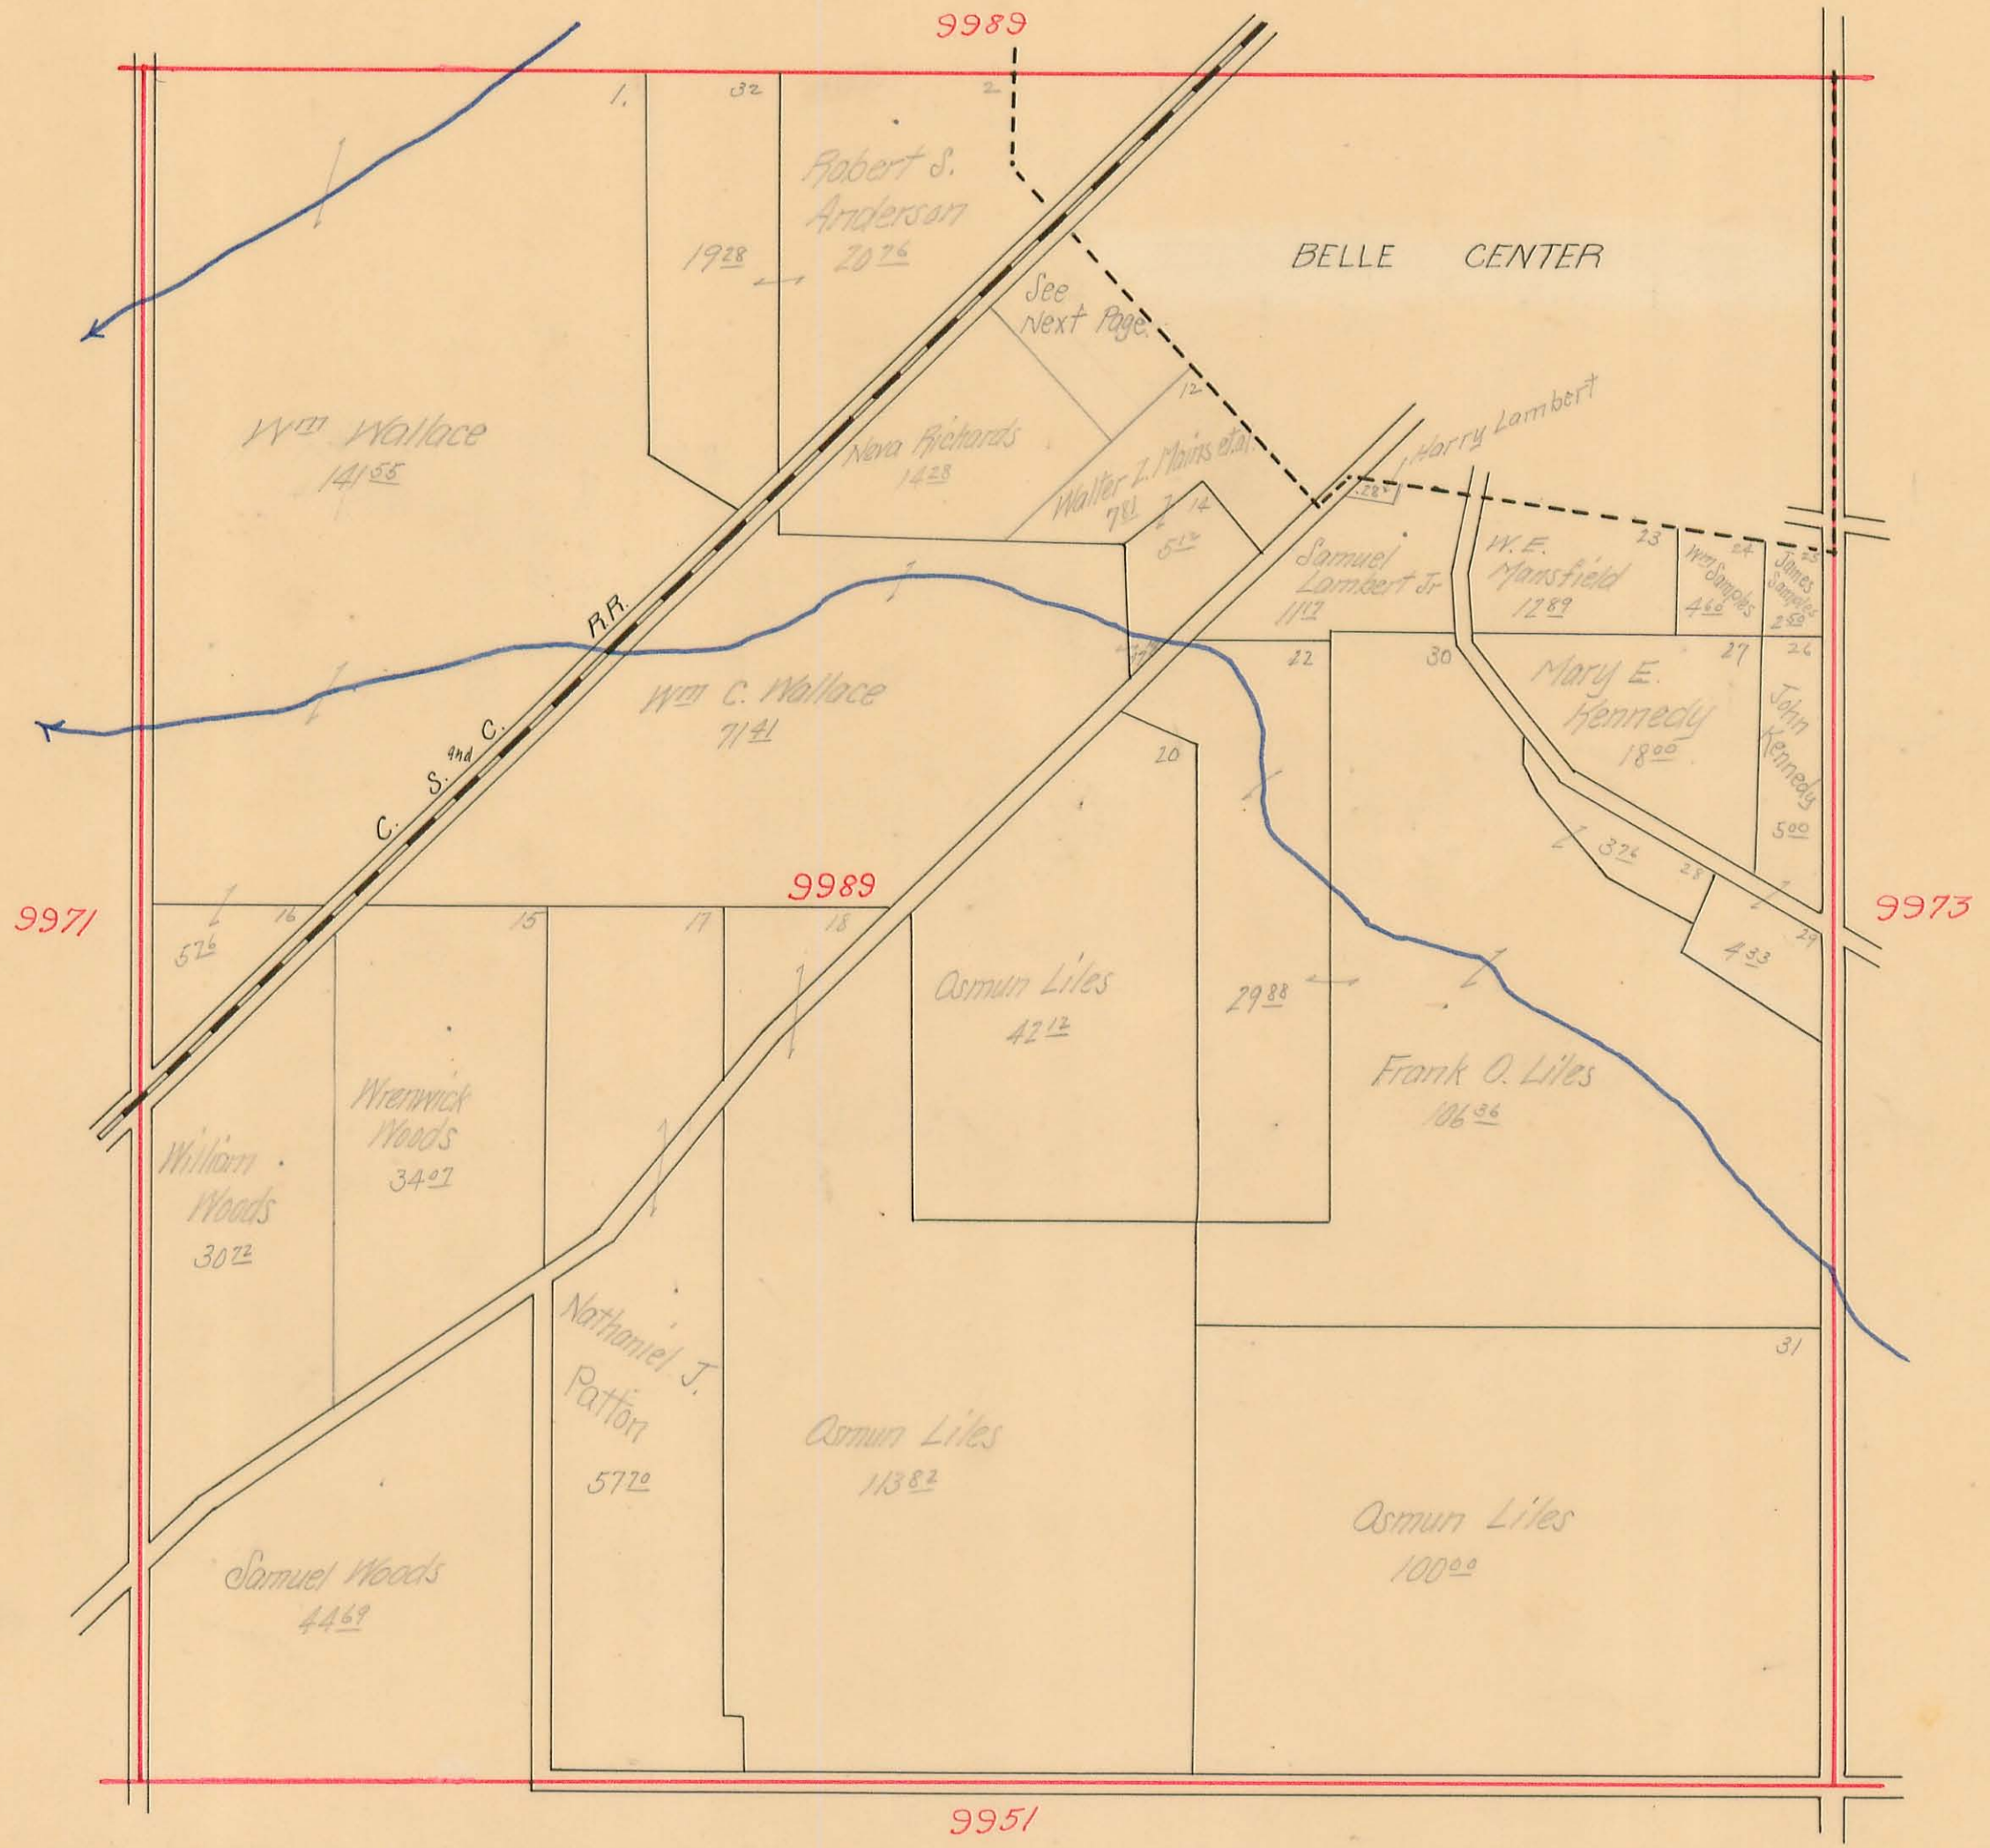 9989
1.
32
2
Robert S.
Anderson
20 76
19 28
BELLE CENTER
See
Next Page.
12
Harry Lambert
.28
Wm Wallace
141 55
Neva Richards
14 28
Walter Z. Mains et al.
7 81
14
5 12
Samuel
Lambert Jr
11 17
W. E.
Mansfield
12 89
23
Wm Samples
4 60
24
James
Samples
2 50
25
C. S. and C. R.R.
Wm C. Wallace
71 41
22
30
27
26
Mary E.
Kennedy
18 00
John
Kennedy
5 00
20
3 76
28
9989
9971
9973
16
15
17
18
29
5 76
4 33
Osmun Liles
42 12
29 88
Frank O. Liles
106 36
Wrenwick
Woods
34 07
William
Woods
30 72
Nathaniel J.
Patton
57 70
31
Osmun Liles
113 82
Osmun Liles
100 00
Samuel Woods
44 69
9951